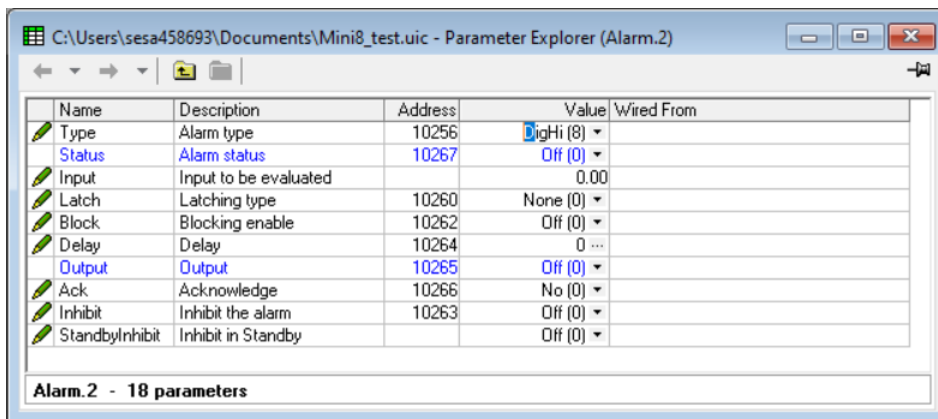 C:\Users\sesa458693\Documents\Mini8_test.uic - Parameter Explorer (Alarm.2)
Name Description Address Value Wired From
Type Alarm type 10256 DigHi (8)
Status Alarm status 10267 Off (0)
Input Input to be evaluated 0.00
Latch Latching type 10260 None (0)
Block Blocking enable 10262 Off (0)
Delay Delay 10264 0 ...
Output Output 10265 Off (0)
Ack Acknowledge 10266 No (0)
Inhibit Inhibit the alarm 10263 Off (0)
StandbyInhibit Inhibit in Standby Off (0)
Alarm.2 - 18 parameters